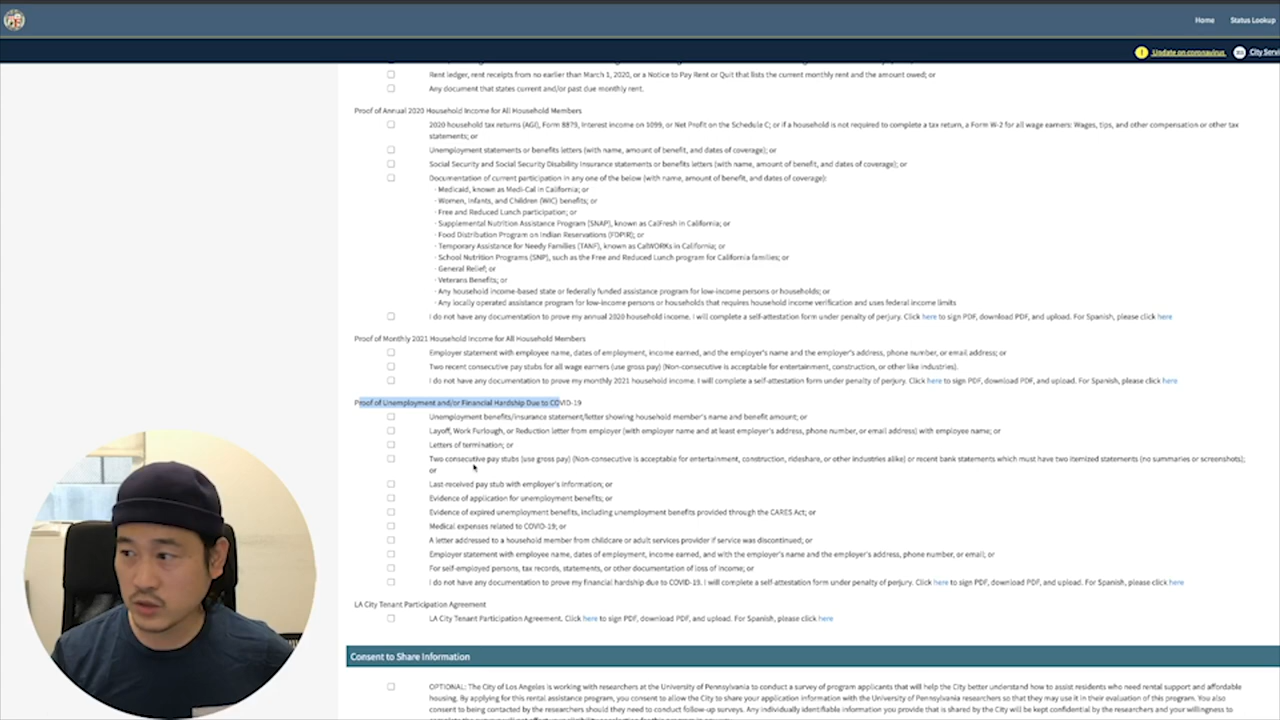 Home Status Lookup
! Update on coronavirus City Servi
Rent ledger, rent receipts from no earlier than March 1, 2020, or a Notice to Pay Rent or Quit that lists the current monthly rent and the amount owed; or
Any document that states current and/or past due monthly rent.
Proof of Annual 2020 Household Income for All Household Members
2020 household tax returns (AGI), Form 8879, Interest income on 1099, or Net Profit on the Schedule C; or if a household is not required to complete a tax return, a Form W-2 for all wage earners: Wages, tips, and other compensation or other tax
statements; or
Unemployment statements or benefits letters (with name, amount of benefit, and dates of coverage); or
Social Security and Social Security Disability Insurance statements or benefits letters (with name, amount of benefit, and dates of coverage); or
Documentation of current participation in any one of the below (with name, amount of benefit, and dates of coverage):
· Medicaid, known as Medi-Cal in California; or
· Women, Infants, and Children (WIC) benefits; or
· Free and Reduced Lunch participation; or
· Supplemental Nutrition Assistance Program (SNAP), known as CalFresh in California; or
· Food Distribution Program on Indian Reservations (FDPIR); or
· Temporary Assistance for Needy Families (TANF), known as CalWORKs in California; or
· School Nutrition Programs (SNP), such as the Free and Reduced Lunch program for California families; or
· General Relief; or
· Veterans Benefits; or
· Any household income-based state or federally funded assistance program for low-income persons or households; or
· Any locally operated assistance program for low-income persons or households that requires household income verification and uses federal income limits
I do not have any documentation to prove my annual 2020 household income. I will complete a self-attestation form under penalty of perjury. Click here to sign PDF, download PDF, and upload. For Spanish, please click here
Proof of Monthly 2021 Household Income for All Household Members
Employer statement with employee name, dates of employment, income earned, and the employer's name and the employer's address, phone number, or email address; or
Two recent consecutive pay stubs for all wage earners (use gross pay) (Non-consecutive is acceptable for entertainment, construction, or other like industries).
I do not have any documentation to prove my monthly 2021 household income. I will complete a self-attestation form under penalty of perjury. Click here to sign PDF, download PDF, and upload. For Spanish, please click here
Proof of Unemployment and/or Financial Hardship Due to COVID-19
Unemployment benefits/insurance statement/letter showing household member's name and benefit amount; or
Layoff, Work Furlough, or Reduction letter from employer (with employer name and at least employer's address, phone number, or email address) with employee name; or
Letters of termination; or
Two consecutive pay stubs (use gross pay) (Non-consecutive is acceptable for entertainment, construction, rideshare, or other industries alike) or recent bank statements which must have two itemized statements (no summaries or screenshots);
or
Last received pay stub with employer's information; or
Evidence of application for unemployment benefits; or
Evidence of expired unemployment benefits, including unemployment benefits provided through the CARES Act; or
Medical expenses related to COVID-19; or
A letter addressed to a household member from childcare or adult services provider if service was discontinued; or
Employer statement with employee name, dates of employment, income earned, and with the employer's name and the employer's address, phone number, or email; or
For self-employed persons, tax records, statements, or other documentation of loss of income; or
I do not have any documentation to prove my financial hardship due to COVID-19. I will complete a self-attestation form under penalty of perjury. Click here to sign PDF, download PDF, and upload. For Spanish, please click here
LA City Tenant Participation Agreement
LA City Tenant Participation Agreement. Click here to sign PDF, download PDF, and upload. For Spanish, please click here
Consent to Share Information
OPTIONAL: The City of Los Angeles is working with researchers at the University of Pennsylvania to conduct a survey of program applicants that will help the City better understand how to assist residents who need rental support and affordable
housing. By applying for this rental assistance program, you consent to allow the City to share your application information with the University of Pennsylvania researchers so that they may use it in their evaluation of this program. You also
consent to being contacted by the researchers should they need to conduct follow-up surveys. Any individually identifiable information you provide that is shared by the City will be kept confidential by the researchers and your willingness to